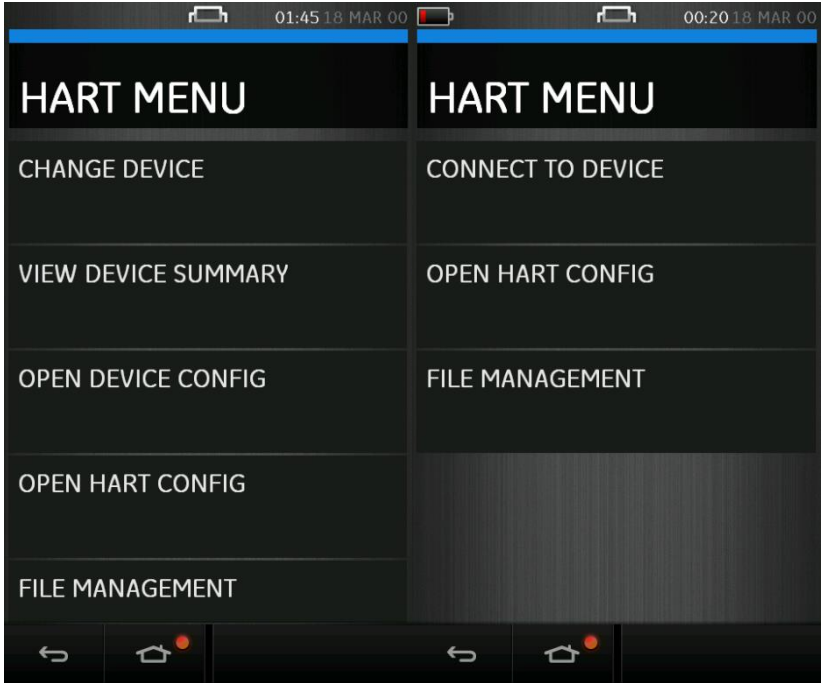 01:45 18 MAR 00
HART MENU
CHANGE DEVICE
VIEW DEVICE SUMMARY
OPEN DEVICE CONFIG
OPEN HART CONFIG
FILE MANAGEMENT
00:20 18 MAR 00
HART MENU
CONNECT TO DEVICE
OPEN HART CONFIG
FILE MANAGEMENT